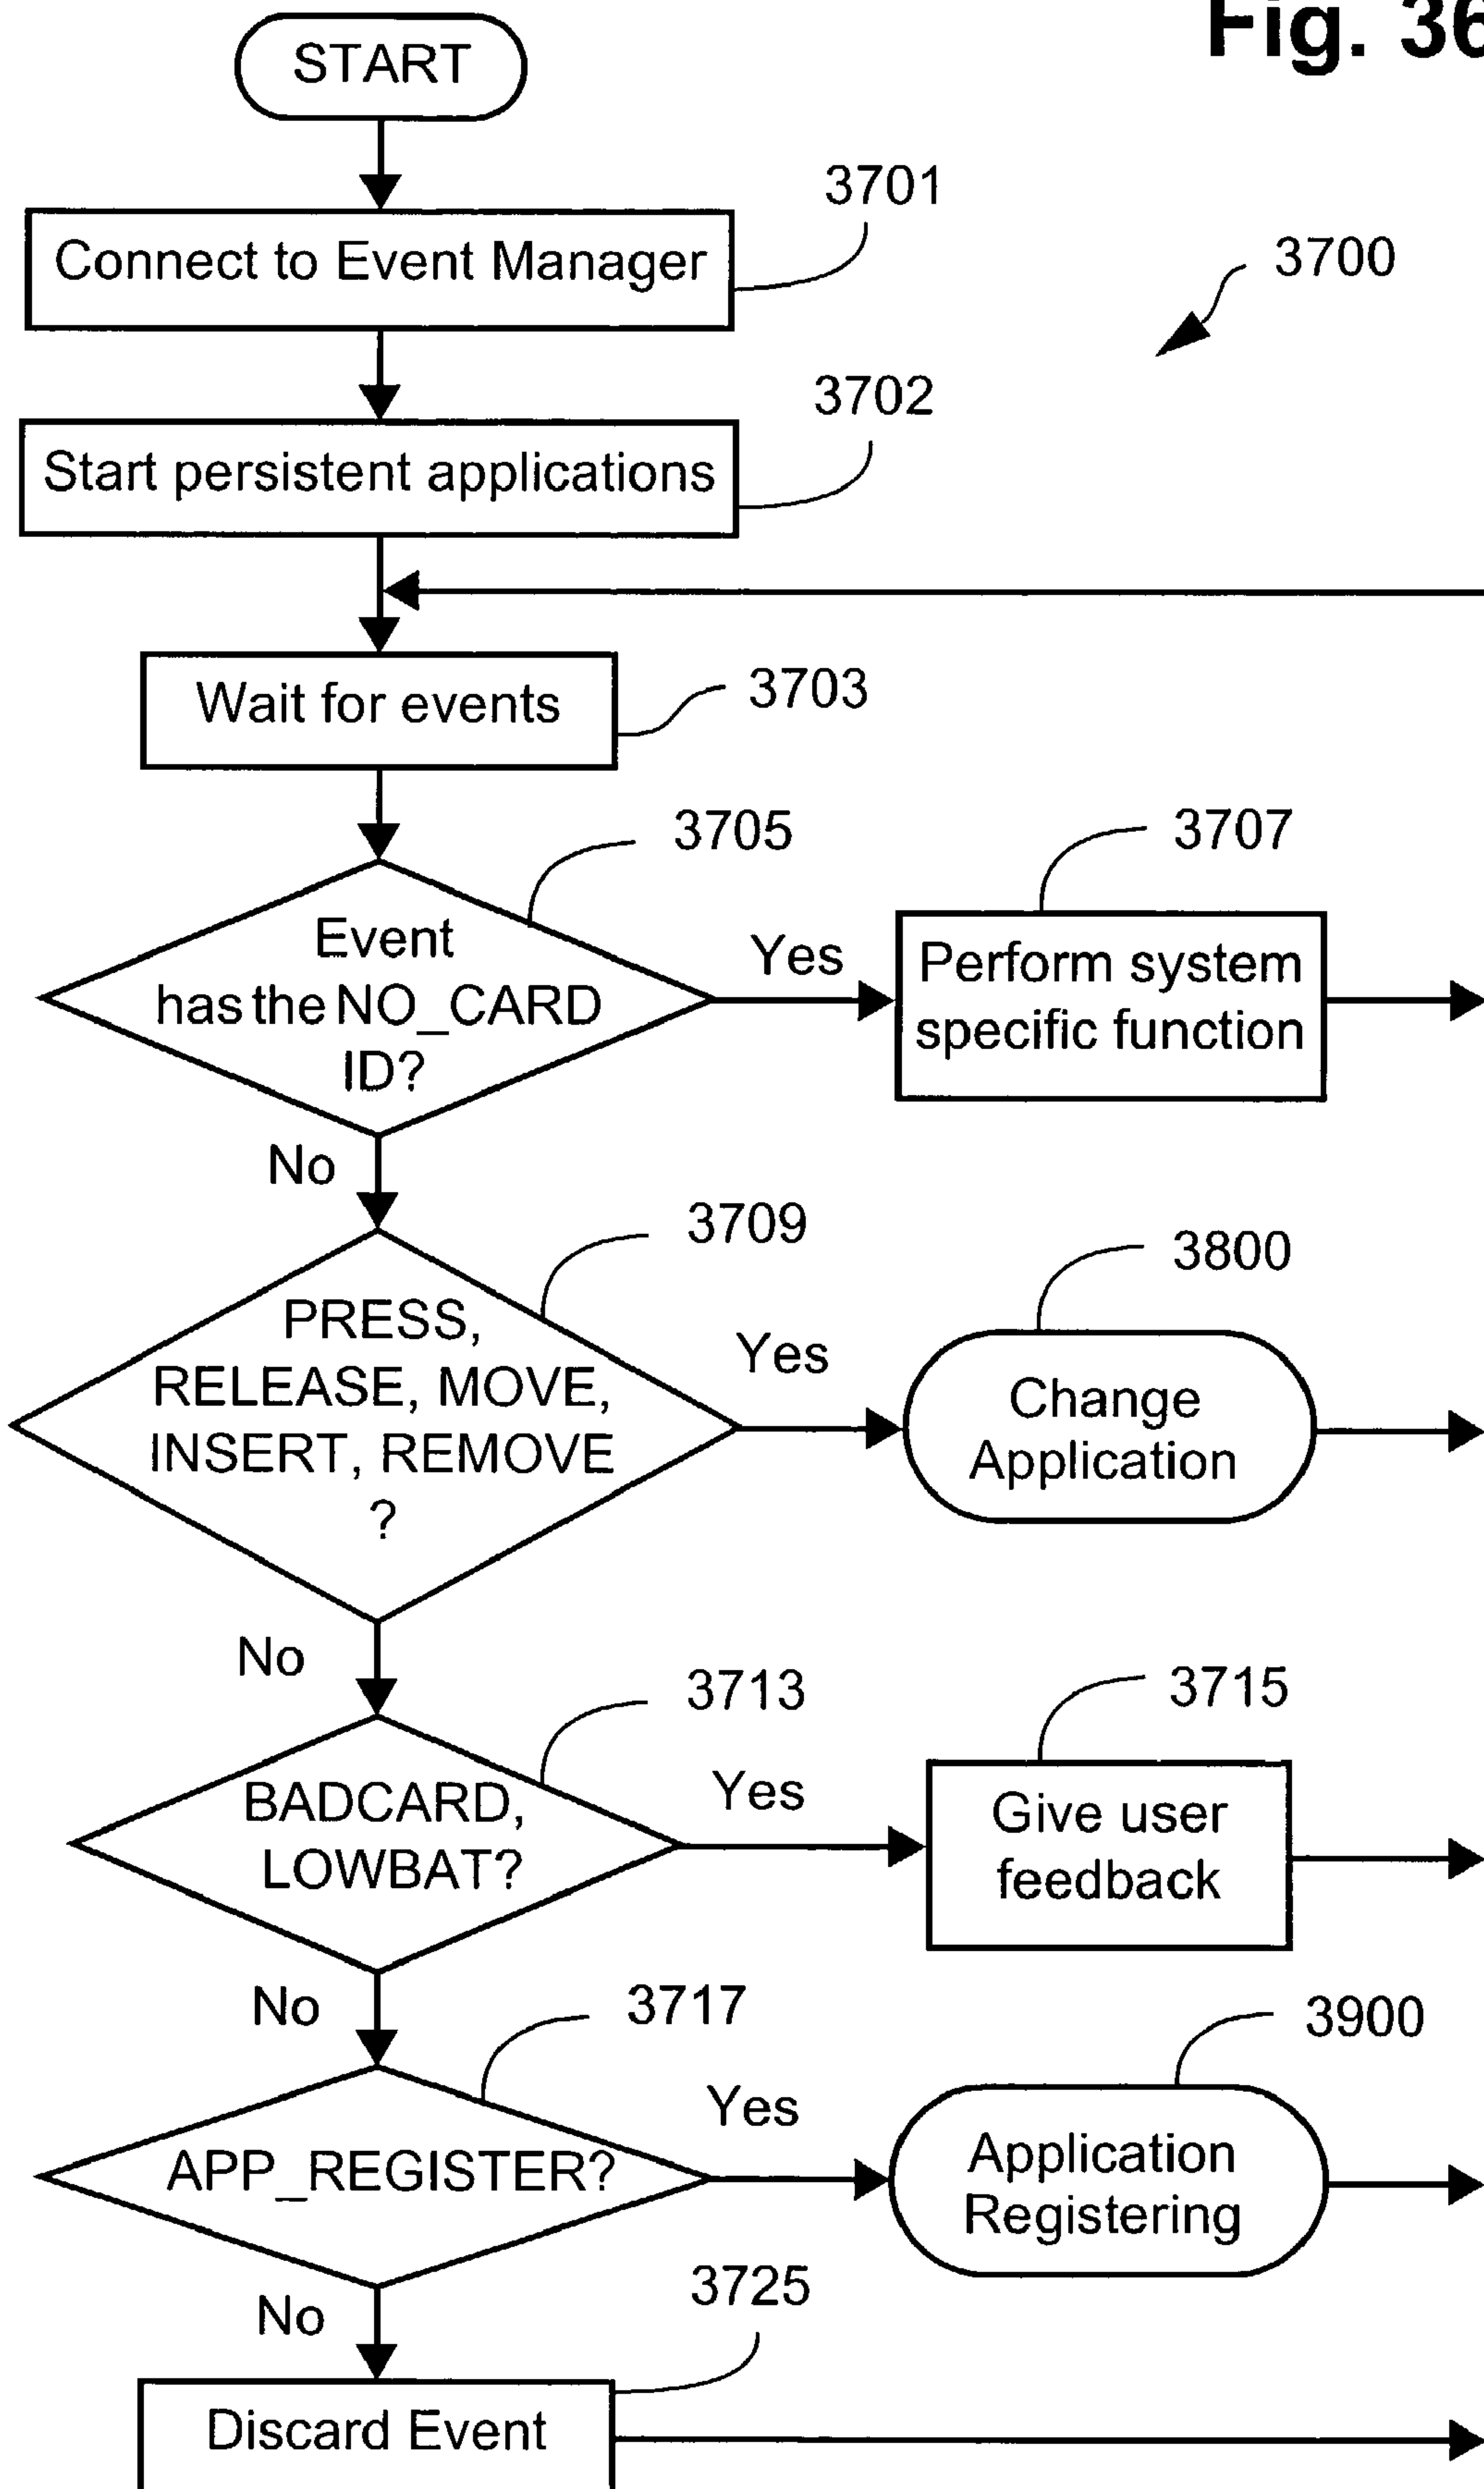 Fig. 36
START
3701
Connect to Event Manager
3700
3702
Start persistent applications
3703
Wait for events
3705
3707
Event
has the NO_CARD
ID?
Yes
Perform system
specific function
No
3709
3800
PRESS,
RELEASE, MOVE,
INSERT, REMOVE
?
Yes
Change
Application
No
3713
3715
BADCARD,
LOWBAT?
Yes
Give user
feedback
No
3717
3900
APP_REGISTER?
Yes
Application
Registering
No
3725
Discard Event